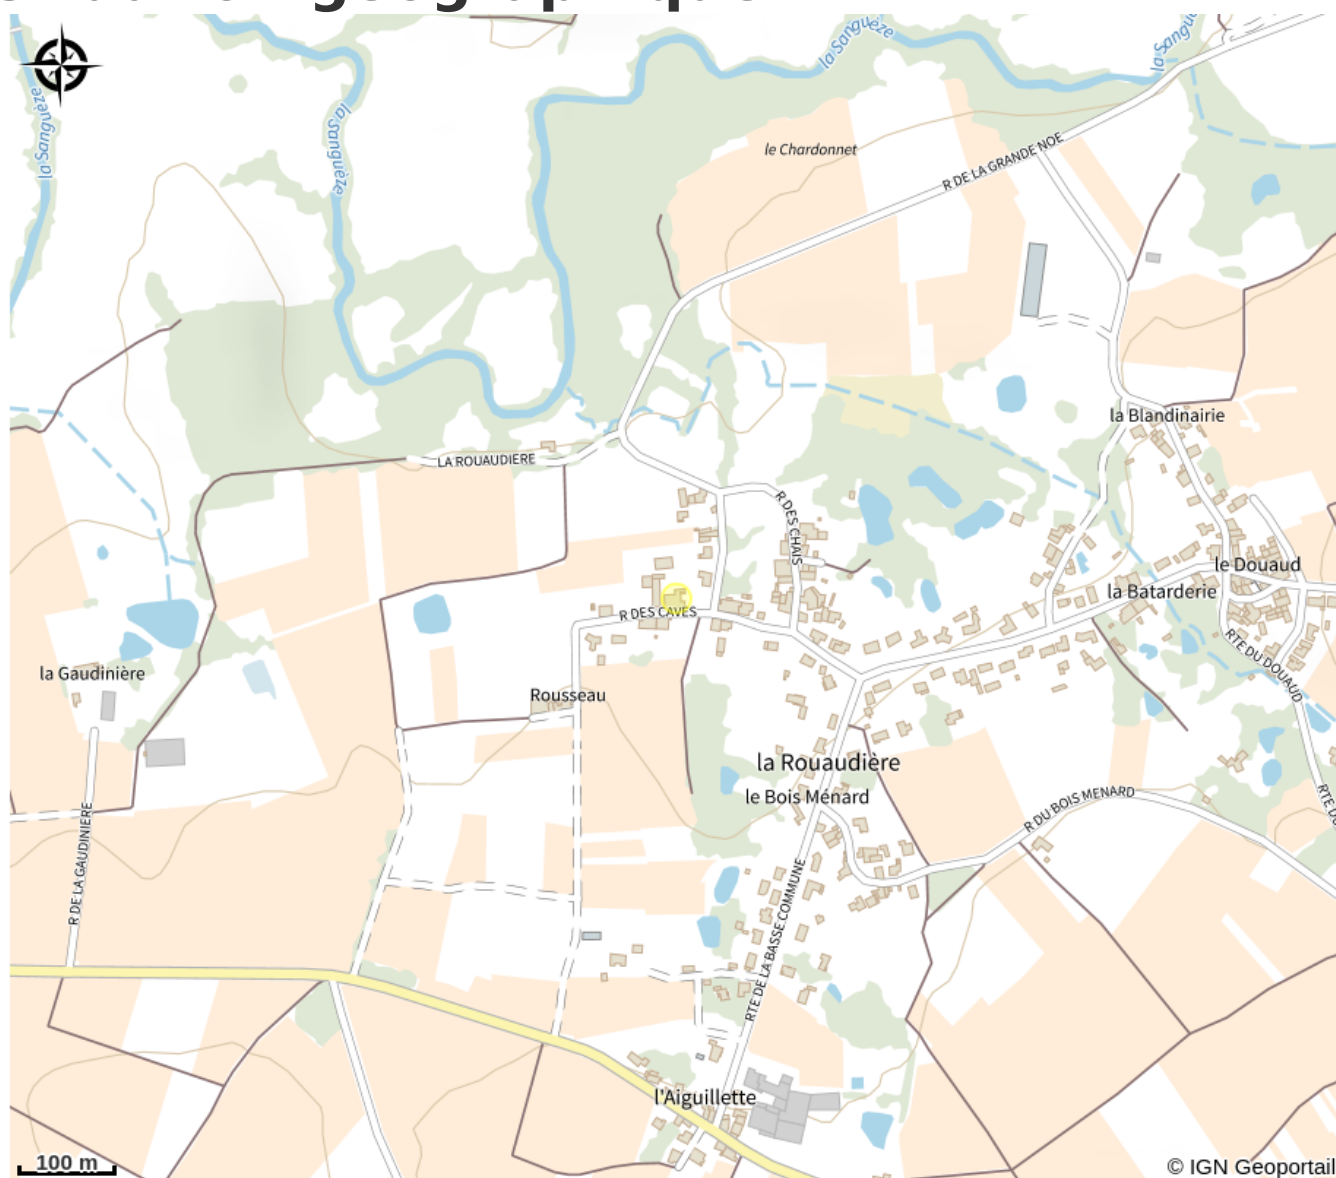 la Sanguèze
la Sanguèze
la Sanguèze
la Sanguèze
le Chardonnet
R DE LA GRANDE NOE
la Blandinairie
LA ROUAUDIERE
R DES CHAIS
le Douaud
la Batarderie
R DES CAVES
RTE DU DOUAUD
la Gaudinière
Rousseau
la Rouaudière
le Bois Ménard
R DU BOIS MENARD
R DE LA GAUDINIERE
RTE DE LA BASSE COMMUNE
l'Aiguillette
100 m
© IGN Geoportail